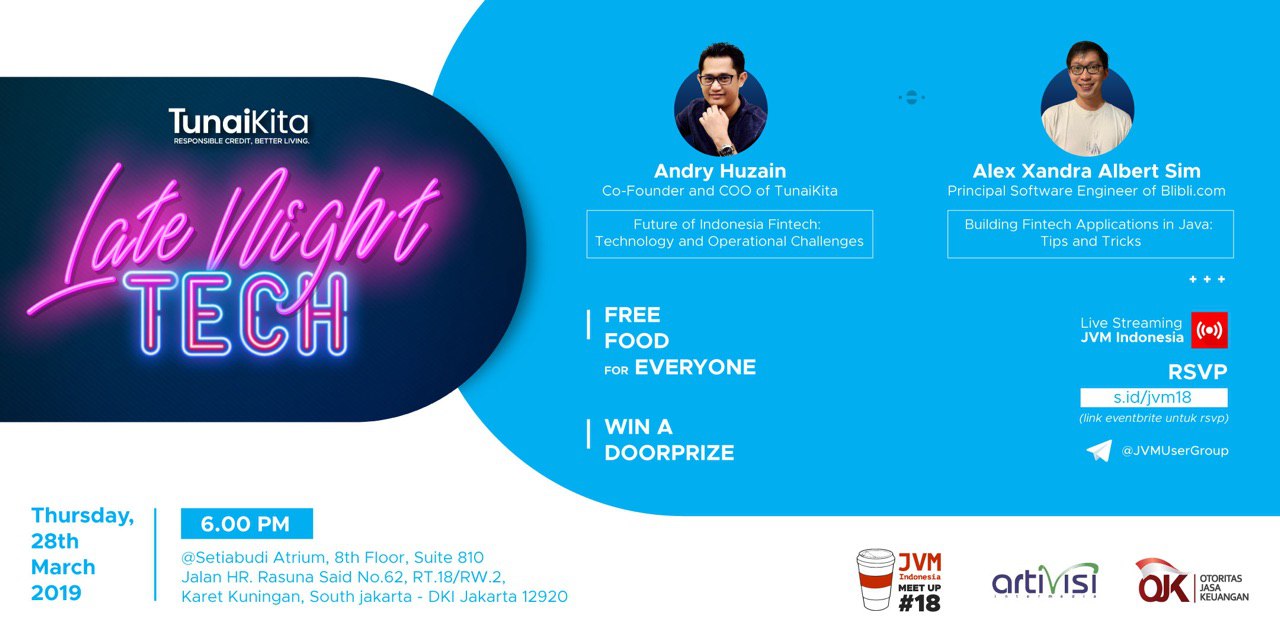 TunaiKita
RESPONSIBLE CREDIT, BETTER LIVING.
Late Night
TECH
Andry Huzain
Co-Founder and COO of TunaiKita
Future of Indonesia Fintech:
Technology and Operational Challenges
Alex Xandra Albert Sim
Principal Software Engineer of Blibli.com
Building Fintech Applications in Java:
Tips and Tricks
FREE
FOOD
FOR EVERYONE
WIN A
DOORPRIZE
+ + +
Live Streaming
JVM Indonesia
RSVP
s.id/jvm18
(link eventbrite untuk rsvp)
@JVMUserGroup
Thursday,
28th
March
2019
6.00 PM
@Setiabudi Atrium, 8th Floor, Suite 810
Jalan HR. Rasuna Said No.62, RT.18/RW.2,
Karet Kuningan, South jakarta - DKI Jakarta 12920
JVM
Indonesia
MEET UP
#18
artivisi
intermedia
OJK
OTORITAS
JASA
KEUANGAN